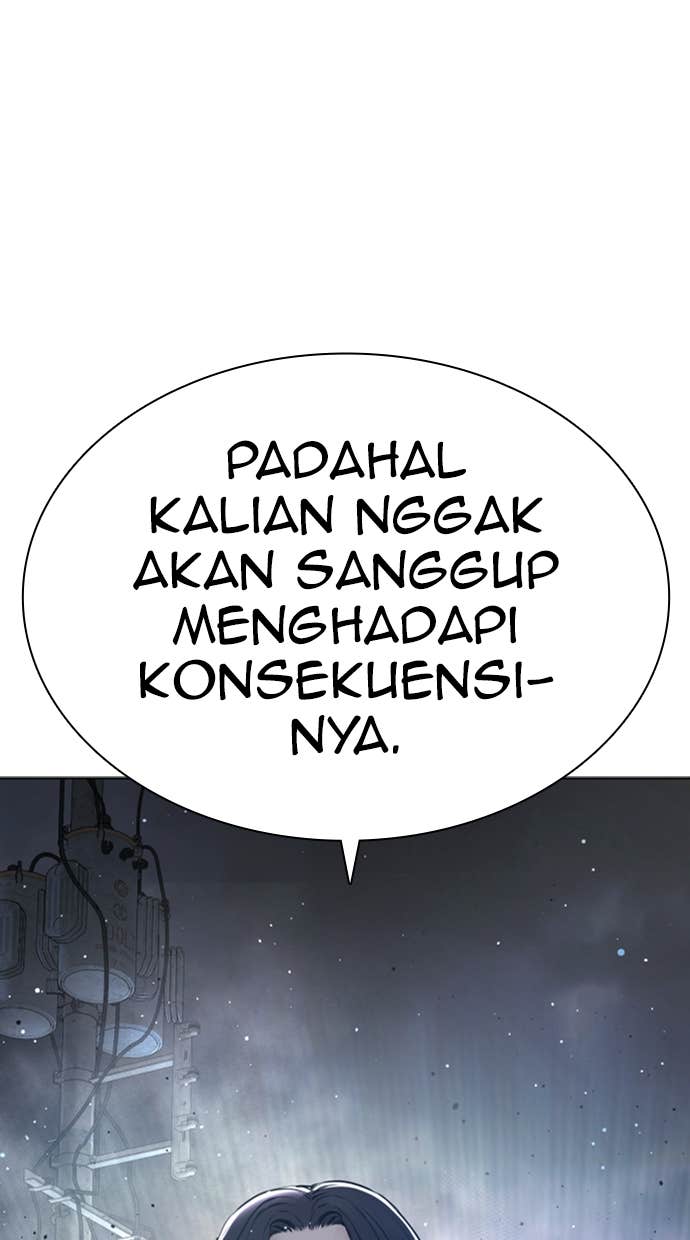 PADAHAL
KALIAN NGGAK
AKAN SANGGUP
MENGHADAPI
KONSEKUENSI-
NYA.